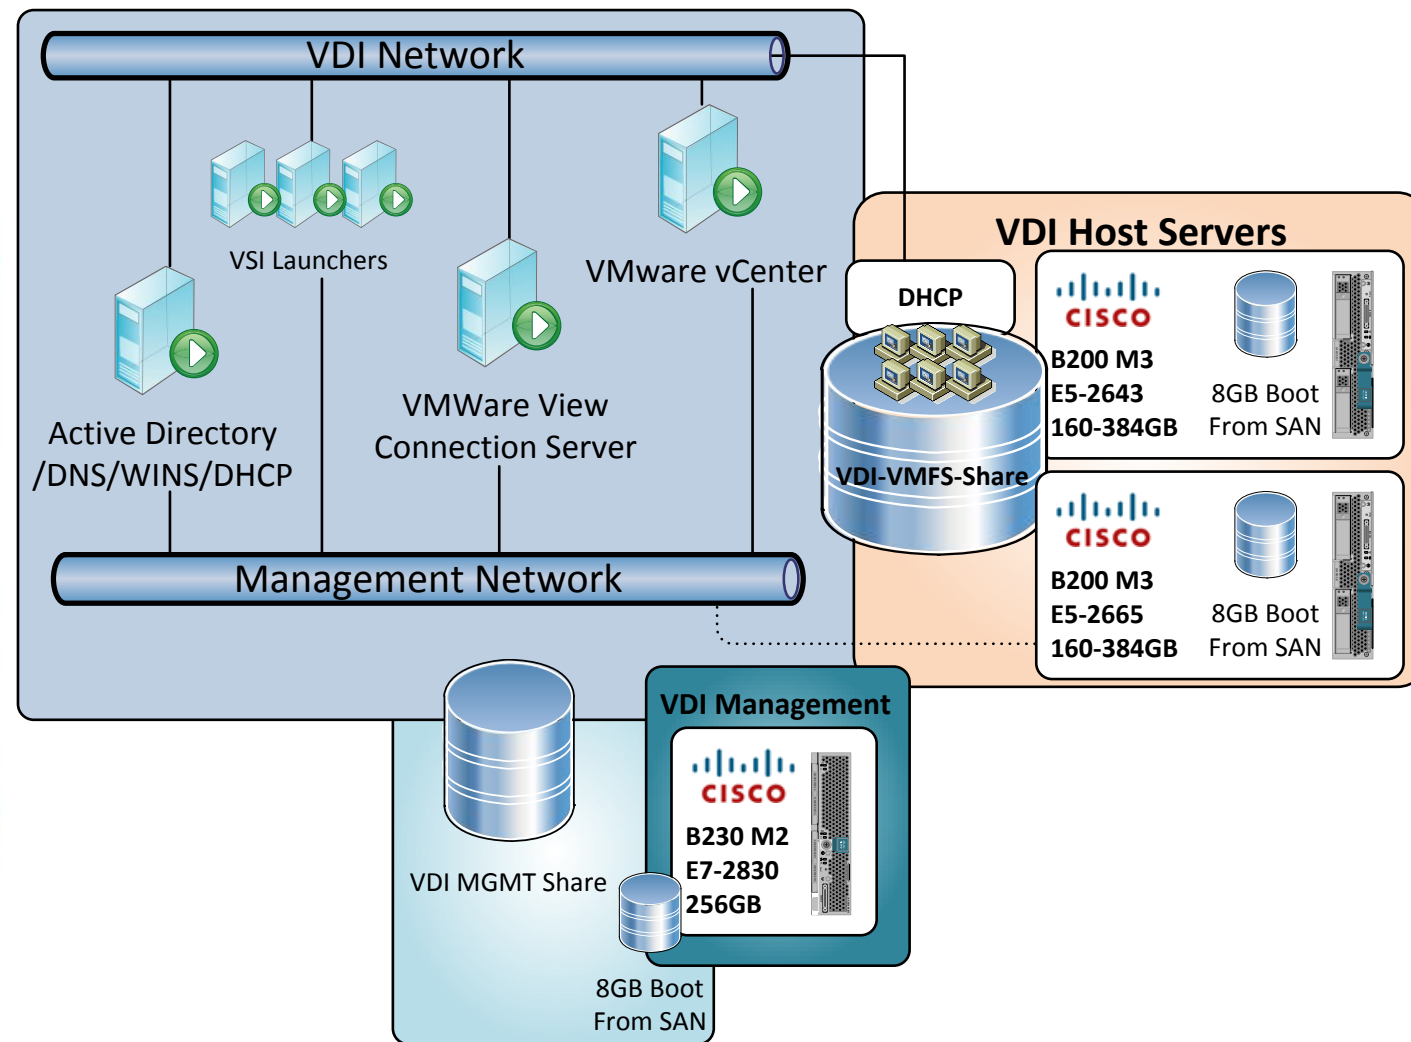 VDI Network
VSI Launchers
VMware vCenter
Active Directory
/DNS/WINS/DHCP
VMWare View
Connection Server
Management Network
VDI Host Servers
DHCP
VDI-VMFS-Share
CISCO
B200 M3
E5-2643
160-384GB
8GB Boot
From SAN
CISCO
B200 M3
E5-2665
160-384GB
8GB Boot
From SAN
VDI MGMT Share
VDI Management
CISCO
B230 M2
E7-2830
256GB
8GB Boot
From SAN